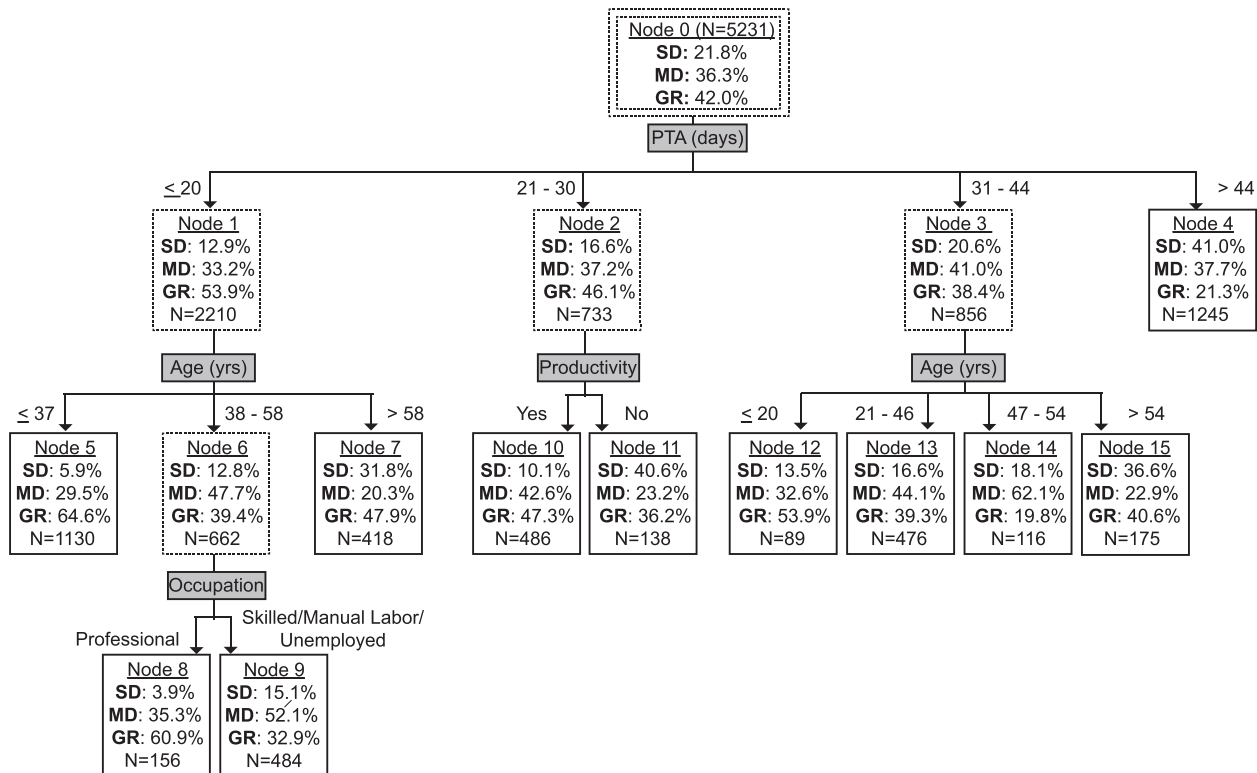 Node 0 (N=5231)
SD: 21.8%
MD: 36.3%
GR: 42.0%
PTA (days)
≤ 20
21 - 30
31 - 44
> 44
Node 1
SD: 12.9%
MD: 33.2%
GR: 53.9%
N=2210
Node 2
SD: 16.6%
MD: 37.2%
GR: 46.1%
N=733
Node 3
SD: 20.6%
MD: 41.0%
GR: 38.4%
N=856
Node 4
SD: 41.0%
MD: 37.7%
GR: 21.3%
N=1245
Age (yrs)
Productivity
Age (yrs)
≤ 37
38 - 58
> 58
Yes
No
≤ 20
21 - 46
47 - 54
> 54
Node 5
SD: 5.9%
MD: 29.5%
GR: 64.6%
N=1130
Node 6
SD: 12.8%
MD: 47.7%
GR: 39.4%
N=662
Node 7
SD: 31.8%
MD: 20.3%
GR: 47.9%
N=418
Node 10
SD: 10.1%
MD: 42.6%
GR: 47.3%
N=486
Node 11
SD: 40.6%
MD: 23.2%
GR: 36.2%
N=138
Node 12
SD: 13.5%
MD: 32.6%
GR: 53.9%
N=89
Node 13
SD: 16.6%
MD: 44.1%
GR: 39.3%
N=476
Node 14
SD: 18.1%
MD: 62.1%
GR: 19.8%
N=116
Node 15
SD: 36.6%
MD: 22.9%
GR: 40.6%
N=175
Occupation
Professional
Skilled/Manual Labor/
Unemployed
Node 8
SD: 3.9%
MD: 35.3%
GR: 60.9%
N=156
Node 9
SD: 15.1%
MD: 52.1%
GR: 32.9%
N=484